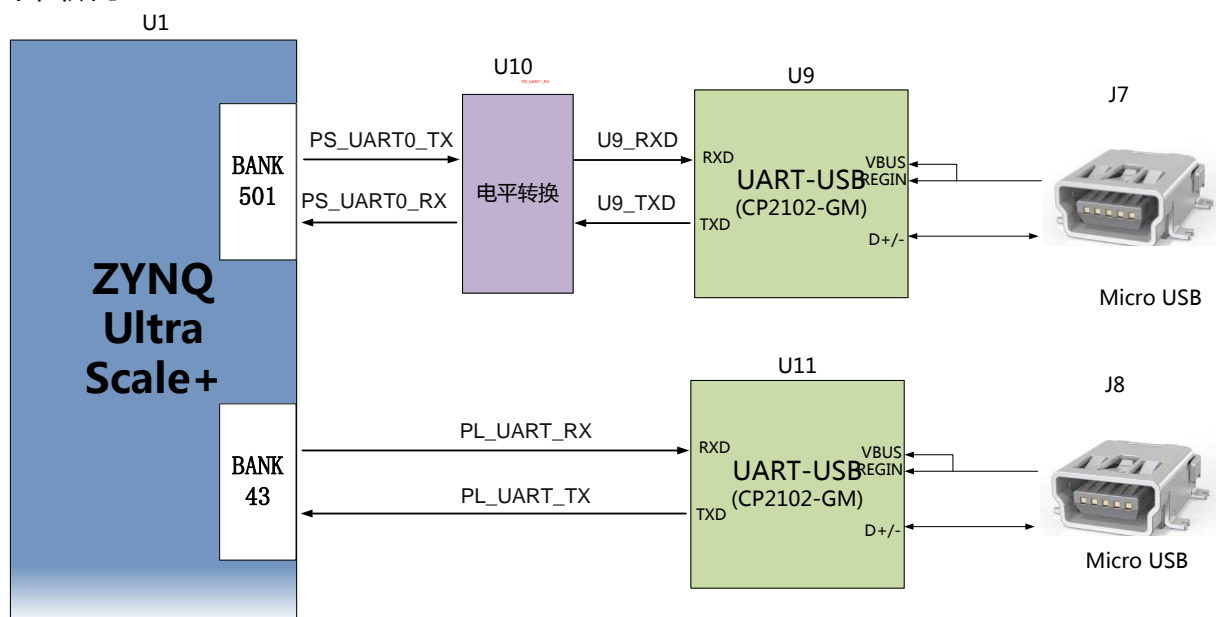 U1
U10
PS_UART1_RX
U9
J7
BANK
501
PS_UART0_TX
PS_UART0_RX
电平转换
U9_RXD
U9_TXD
RXD
TXD
UART-USB
(CP2102-GM)
VBUS
REGIN
D+/-
Micro USB
ZYNQ
Ultra
Scale+
U11
J8
BANK
43
PL_UART_RX
PL_UART_TX
RXD
TXD
UART-USB
(CP2102-GM)
VBUS
REGIN
D+/-
Micro USB